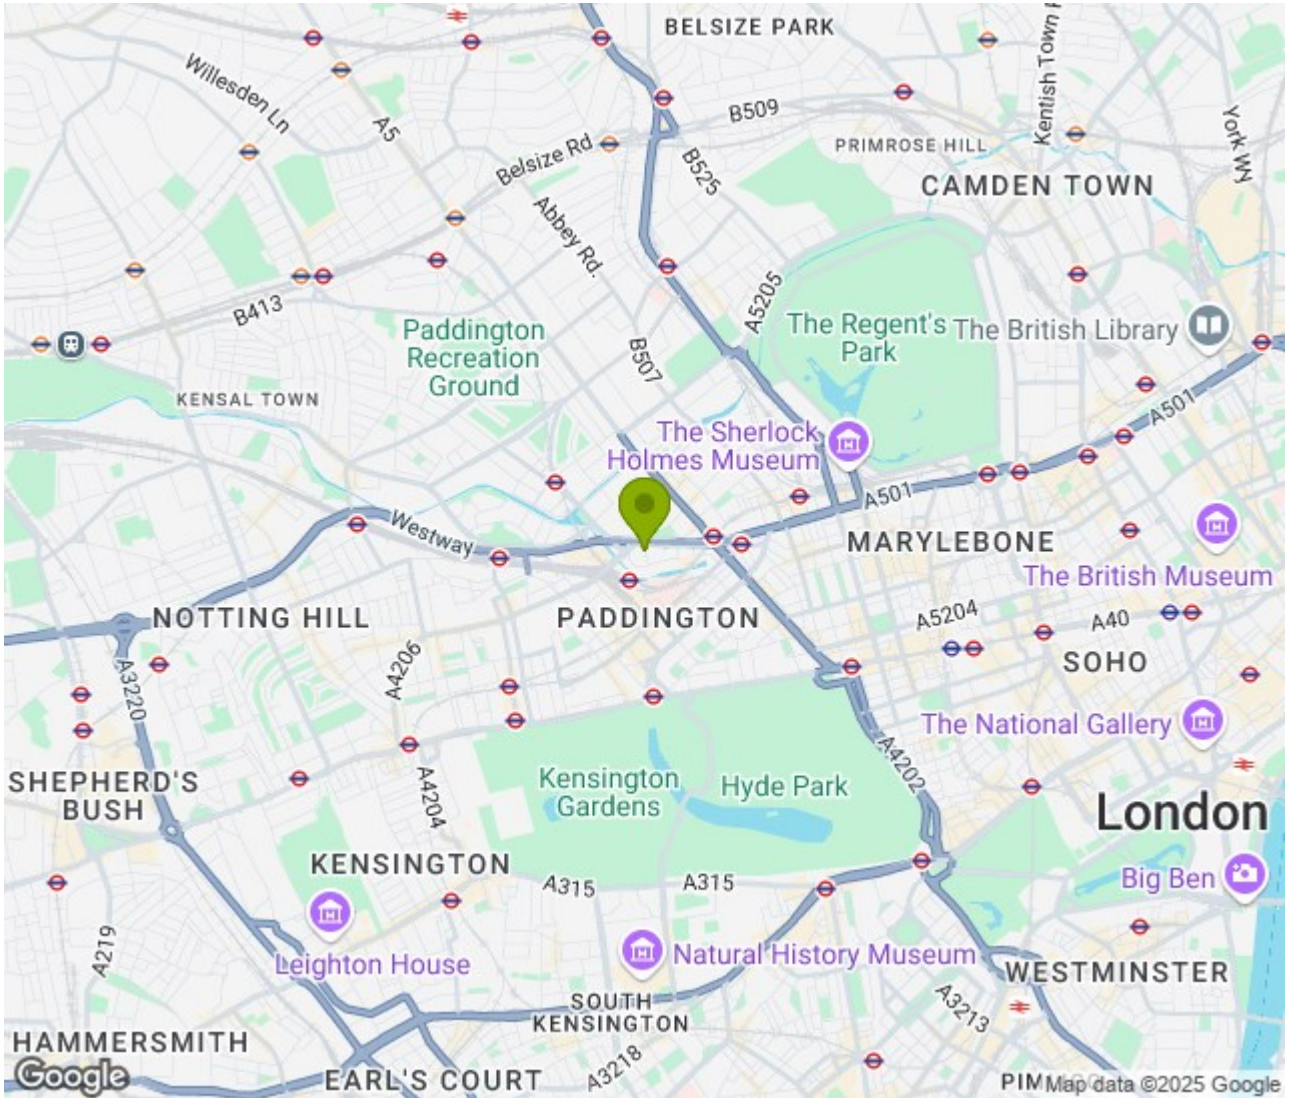 BELSIZE PARK
Willesden Ln
A5
Kentish Town
B509
York Wy
Belsize Rd
B525
PRIMROSE HILL
CAMDEN TOWN
Abbey Rd.
A5205
B413
Paddington
Recreation
Ground
The Regent's
Park
The British Library
B507
KENSAL TOWN
A501
The Sherlock
Holmes Museum
A501
Westway
MARYLEBONE
The British Museum
NOTTING HILL
PADDINGTON
A5204
A40
A4206
SOHO
A3220
The National Gallery
A4202
SHEPHERD'S
BUSH
Kensington
Gardens
Hyde Park
A4204
London
KENSINGTON
A315
A315
Big Ben
A219
Leighton House
Natural History Museum
WESTMINSTER
SOUTH
KENSINGTON
A3213
HAMMERSMITH
A3218
EARL'S COURT
Google
Map data ©2025 Google